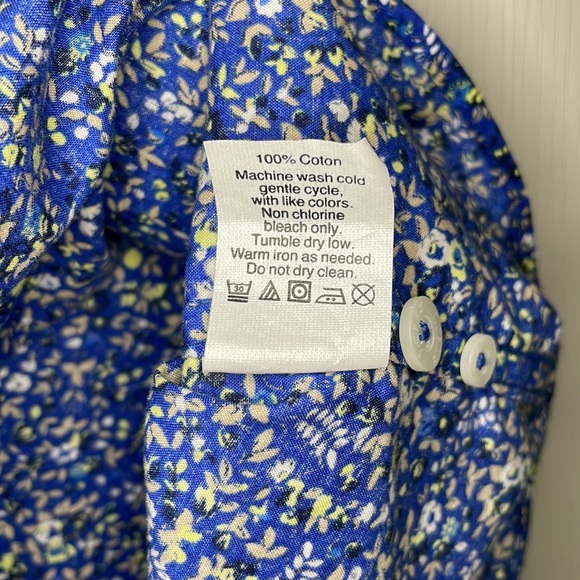 100% Coton
Machine wash cold
gentle cycle,
with like colors.
Non chlorine
bleach only.
Tumble dry low.
Warm iron as needed.
Do not dry clean.
30